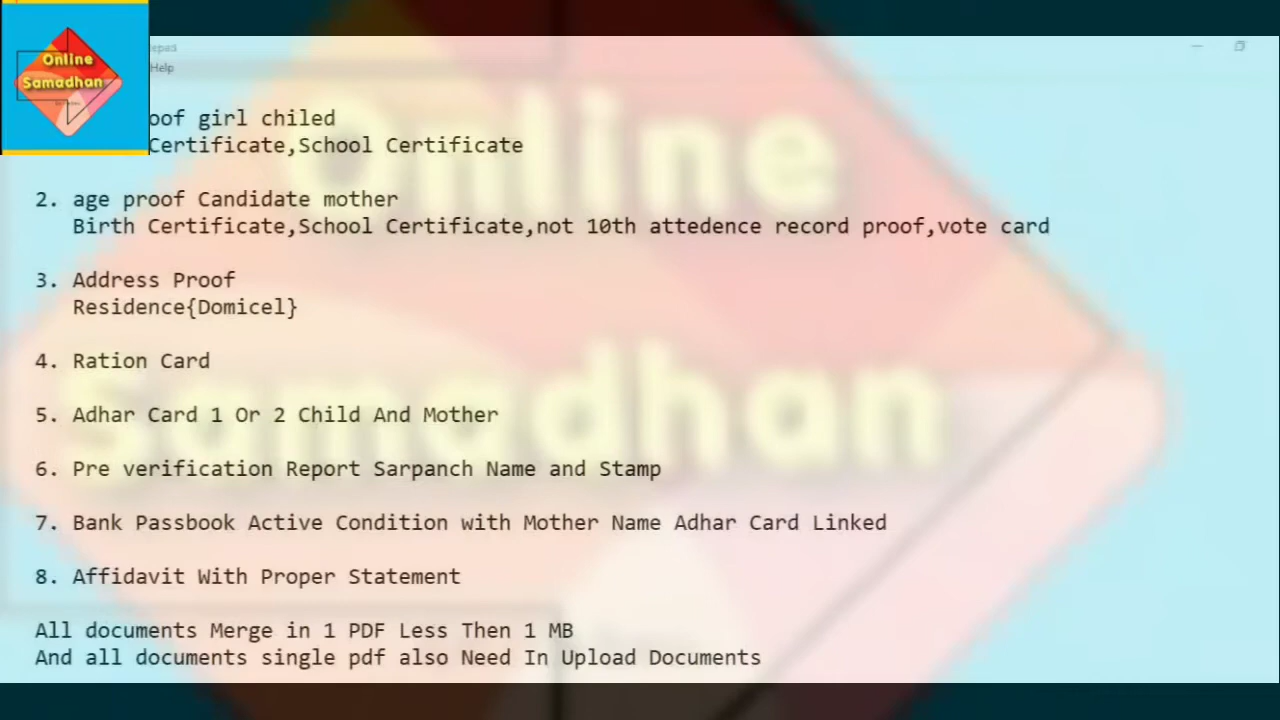 Online
Samadhan
epad
Help
oof girl chiled
Certificate,School Certificate
2. age proof Candidate mother
Birth Certificate,School Certificate,not 10th attedence record proof,vote card
3. Address Proof
Residence{Domicel}
4. Ration Card
5. Adhar Card 1 Or 2 Child And Mother
6. Pre verification Report Sarpanch Name and Stamp
7. Bank Passbook Active Condition with Mother Name Adhar Card Linked
8. Affidavit With Proper Statement
All documents Merge in 1 PDF Less Then 1 MB
And all documents single pdf also Need In Upload Documents
Online
Samadhan